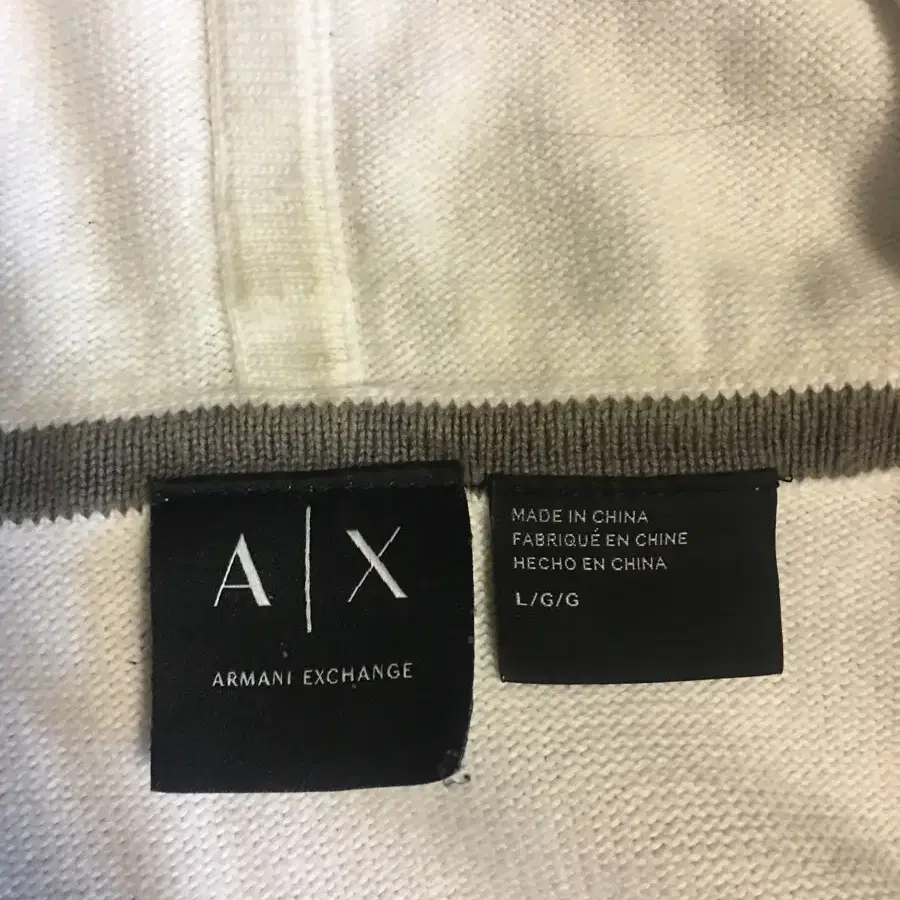 A|X
ARMANI EXCHANGE
MADE IN CHINA
FABRIQUÉ EN CHINE
HECHO EN CHINA
L/G/G